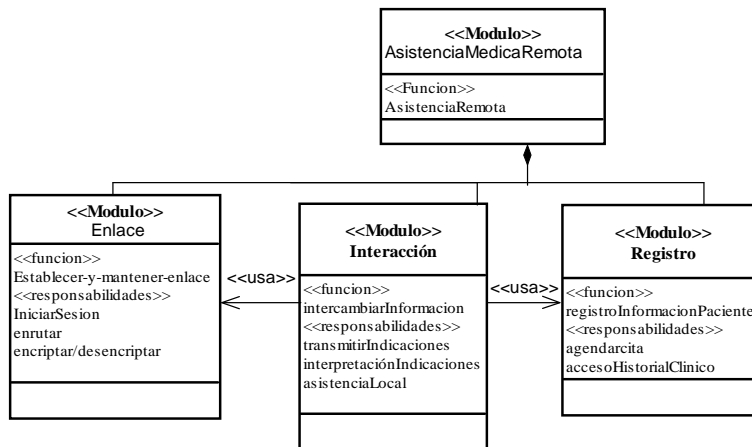 <<Modulo>>
AsistenciaMedicaRemota
<<Funcion>>
AsistenciaRemota
<<Modulo>>
Enlace
<<funcion>>
Establecer-y-mantener-enlace
<<responsabilidades>>
IniciarSesion
enrutar
encriptar/desencriptar
<<usa>>
<<Modulo>>
Interacción
<<funcion>>
intercambiarInformacion
<<responsabilidades>>
transmitirIndicaciones
interpretaciónIndicaciones
asistenciaLocal
<<usa>>
<<Modulo>>
Registro
<<funcion>>
registroInformacionPaciente
<<responsabilidades>>
agendarcita
accesoHistorialClinico